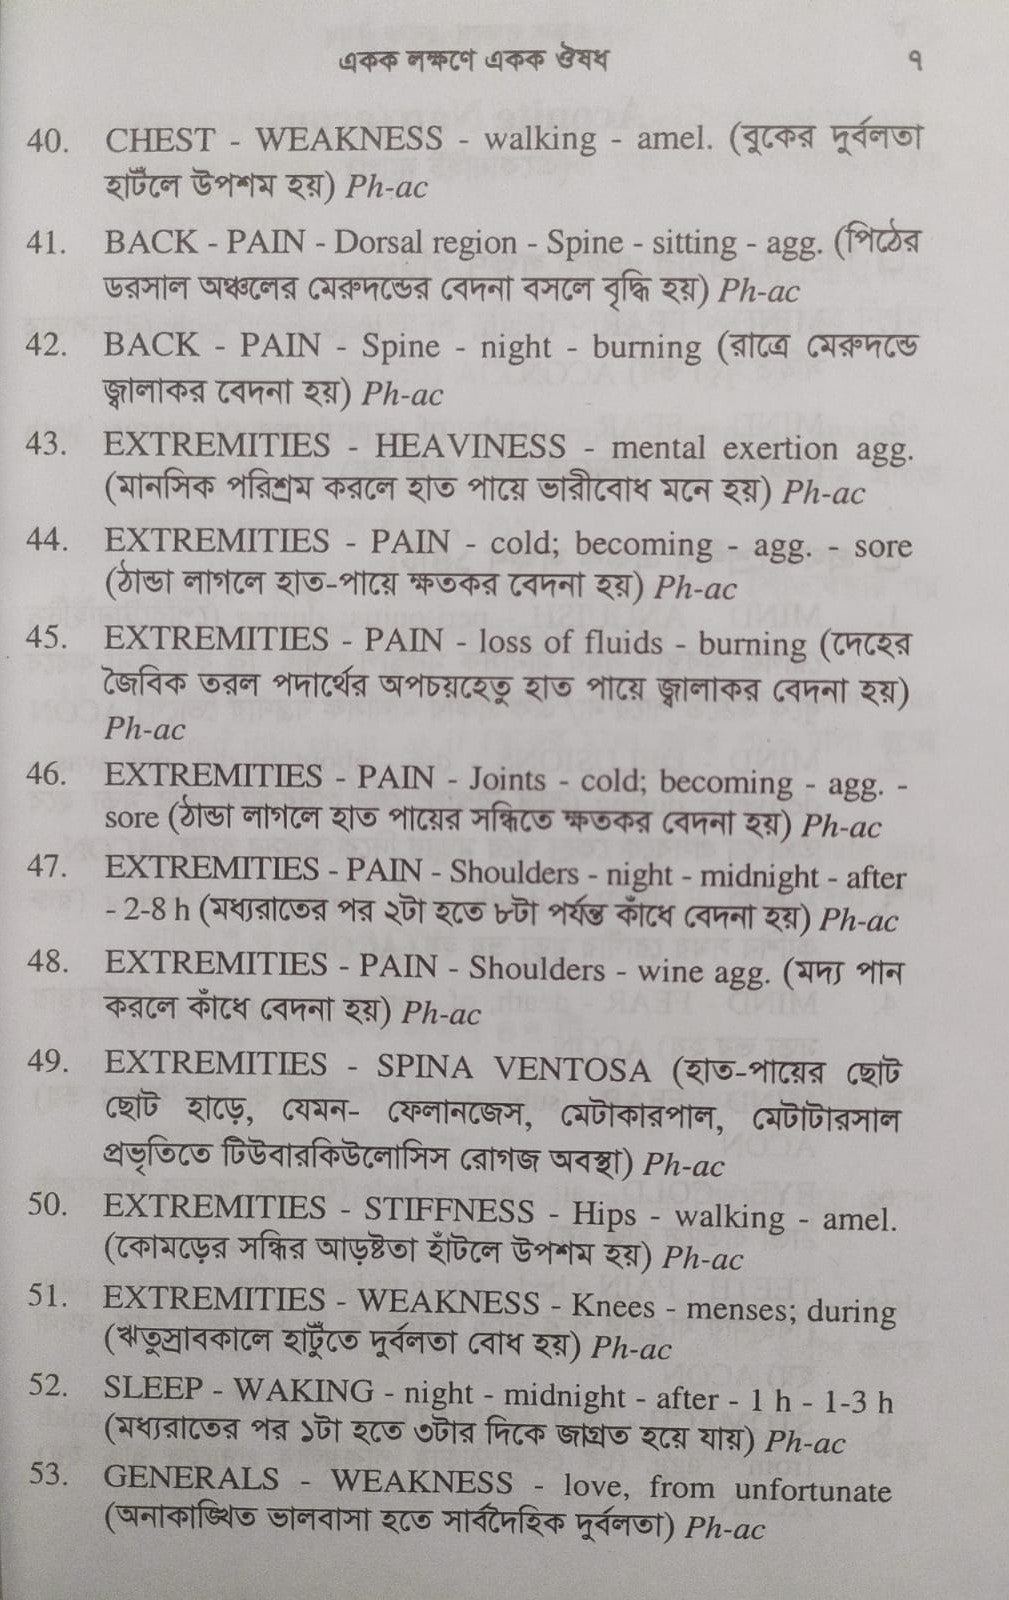 একক লক্ষণে একক ঔষধ ৭
40. CHEST - WEAKNESS - walking - amel. (বুকের দুর্বলতা
হাটঁলে উপশম হয়) Ph-ac
41. BACK - PAIN - Dorsal region - Spine - sitting - agg. (পিঠের
ডরসাল অঞ্চলের মেরুদন্ডের বেদনা বসলে বৃদ্ধি হয়) Ph-ac
42. BACK - PAIN - Spine - night - burning (রাত্রে মেরুদন্ডে
জ্বালাকর বেদনা হয়) Ph-ac
43. EXTREMITIES - HEAVINESS - mental exertion agg.
(মানসিক পরিশ্রম করলে হাত পায়ে ভারীবোধ মনে হয়) Ph-ac
44. EXTREMITIES - PAIN - cold; becoming - agg. - sore
(ঠান্ডা লাগলে হাত-পায়ে ক্ষতকর বেদনা হয়) Ph-ac
45. EXTREMITIES - PAIN - loss of fluids - burning (দেহের
জৈবিক তরল পদার্থের অপচয়হেতু হাত পায়ে জ্বালাকর বেদনা হয়)
Ph-ac
46. EXTREMITIES - PAIN - Joints - cold; becoming - agg. -
sore (ঠান্ডা লাগলে হাত পায়ের সন্ধিতে ক্ষতকর বেদনা হয়) Ph-ac
47. EXTREMITIES - PAIN - Shoulders - night - midnight - after
- 2-8 h (মধ্যরাতের পর ২টা হতে ৮টা পর্যন্ত কাঁধে বেদনা হয়) Ph-ac
48. EXTREMITIES - PAIN - Shoulders - wine agg. (মদ্য পান
করলে কাঁধে বেদনা হয়) Ph-ac
49. EXTREMITIES - SPINA VENTOSA (হাত-পায়ের ছোট
ছোট হাড়ে, যেমন- ফেলানজেস, মেটাকারপাল, মেটাটারসাল
প্রভৃতিতে টিউবারকিউলোসিস রোগজ অবস্থা) Ph-ac
50. EXTREMITIES - STIFFNESS - Hips - walking - amel.
(কোমড়ের সন্ধির আড়ষ্টতা হাঁটলে উপশম হয়) Ph-ac
51. EXTREMITIES - WEAKNESS - Knees - menses; during
(ঋতুস্রাবকালে হাটুঁতে দুর্বলতা বোধ হয়) Ph-ac
52. SLEEP - WAKING - night - midnight - after - 1 h - 1-3 h
(মধ্যরাতের পর ১টা হতে ৩টার দিকে জাগ্রত হয়ে যায়) Ph-ac
53. GENERALS - WEAKNESS - love, from unfortunate
(অনাকাঙ্খিত ভালবাসা হতে সার্বদৈহিক দুর্বলতা) Ph-ac